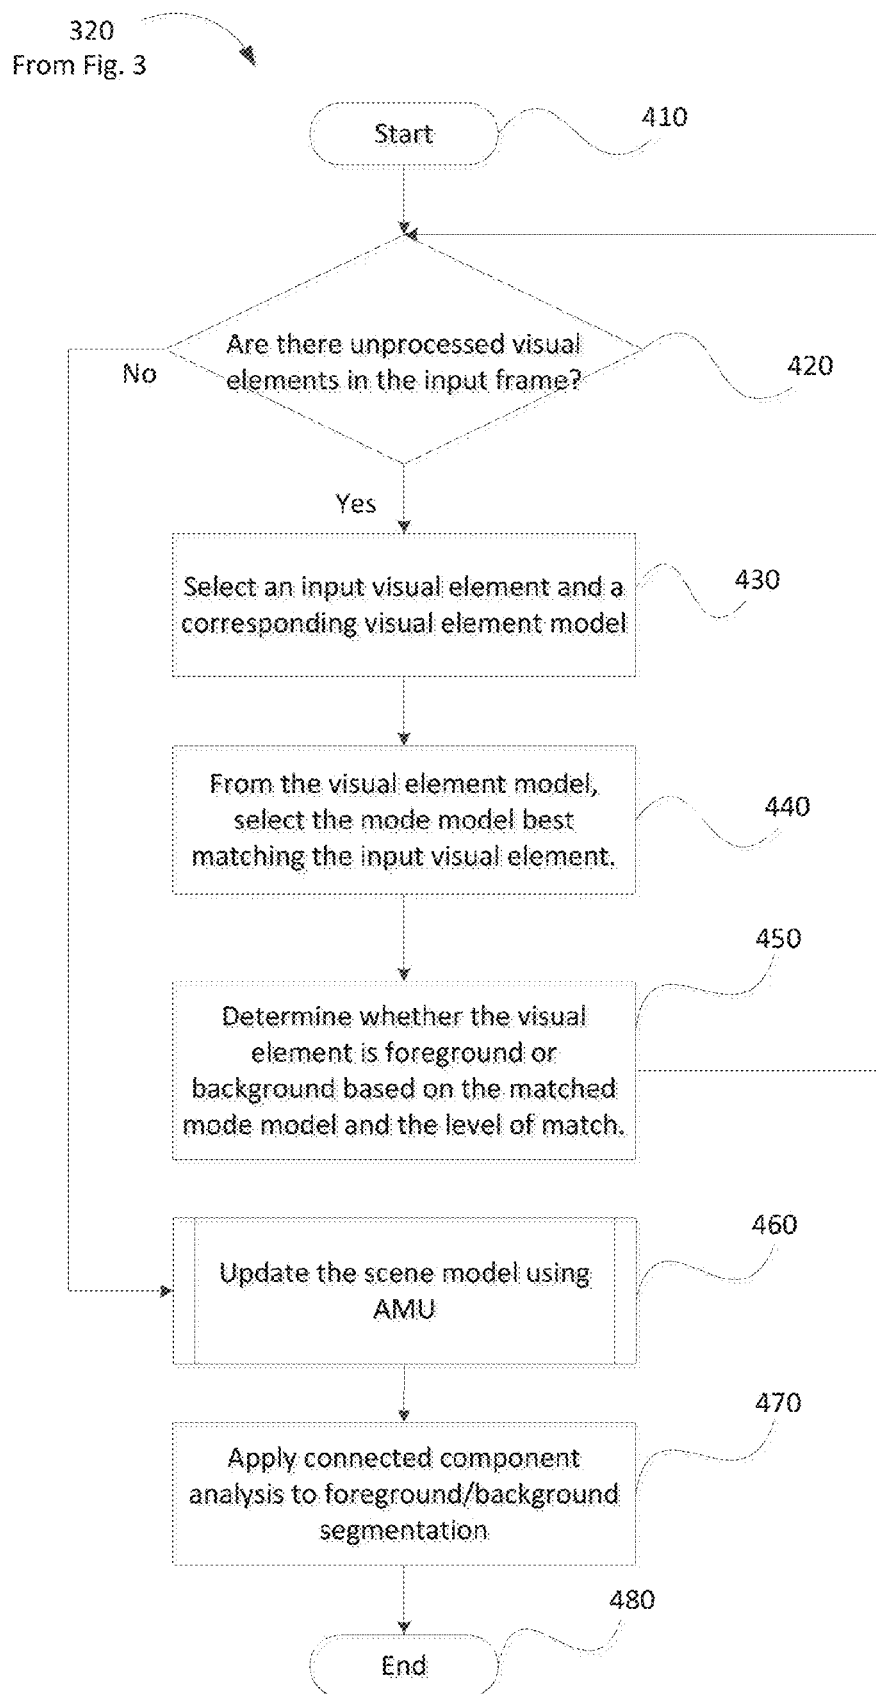 320
From Fig. 3
Start
410
Are there unprocessed visual
elements in the input frame?
420
No
Yes
Select an input visual element and a
corresponding visual element model
430
From the visual element model,
select the mode model best
matching the input visual element.
440
450
Determine whether the visual
element is foreground or
background based on the matched
mode model and the level of match.
460
Update the scene model using
AMU
470
Apply connected component
analysis to foreground/background
segmentation
480
End